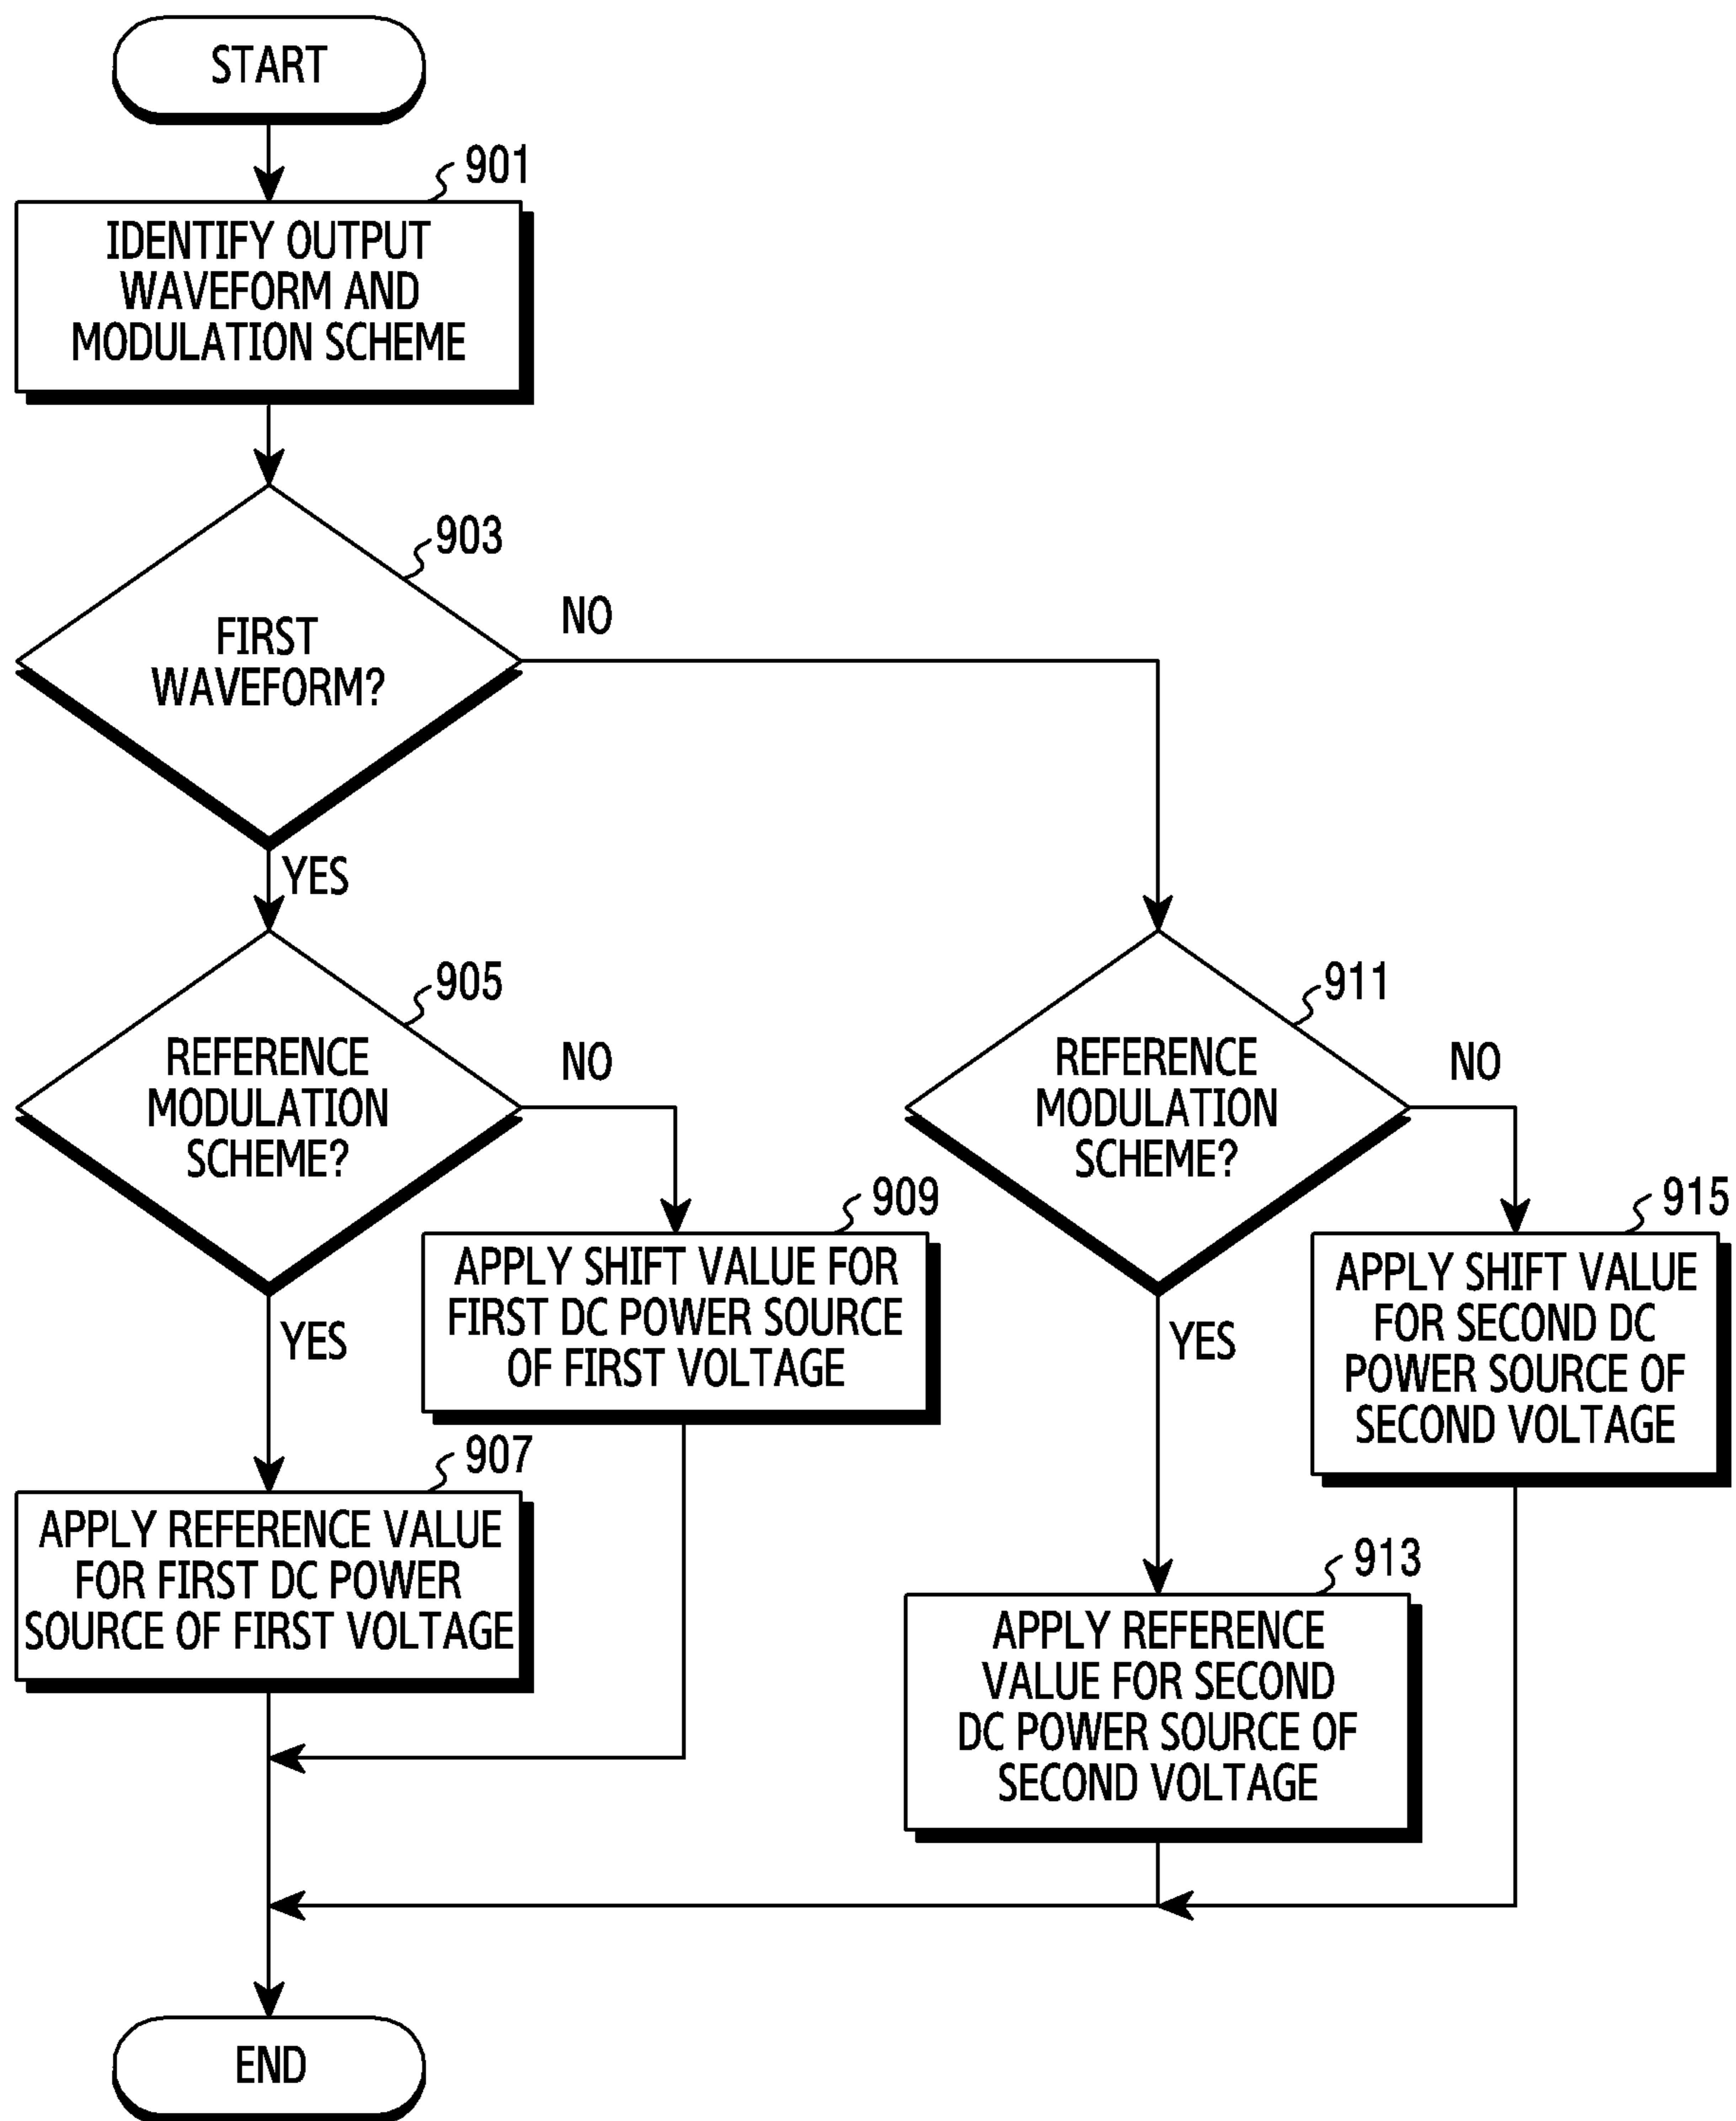 START
901
IDENTIFY OUTPUT
WAVEFORM AND
MODULATION SCHEME
903
FIRST
WAVEFORM?
NO
YES
905
REFERENCE
MODULATION
SCHEME?
NO
YES
911
REFERENCE
MODULATION
SCHEME?
NO
YES
909
APPLY SHIFT VALUE FOR
FIRST DC POWER SOURCE
OF FIRST VOLTAGE
915
APPLY SHIFT VALUE
FOR SECOND DC
POWER SOURCE OF
SECOND VOLTAGE
907
APPLY REFERENCE VALUE
FOR FIRST DC POWER
SOURCE OF FIRST VOLTAGE
913
APPLY REFERENCE
VALUE FOR SECOND
DC POWER SOURCE OF
SECOND VOLTAGE
END